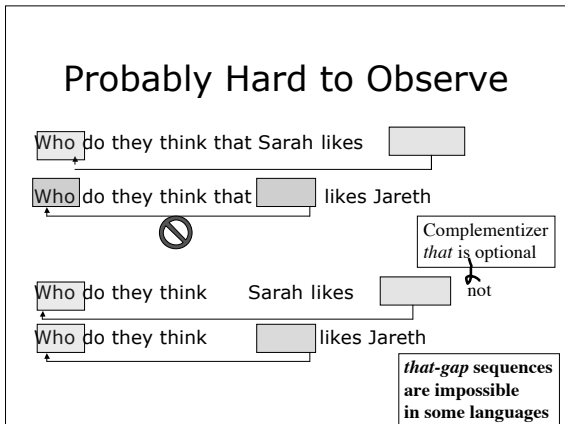 Probably Hard to Observe
Who do they think that Sarah likes
Who do they think that likes Jareth
Complementizer
that is optional
not
Who do they think Sarah likes
Who do they think likes Jareth
that-gap sequences
are impossible
in some languages